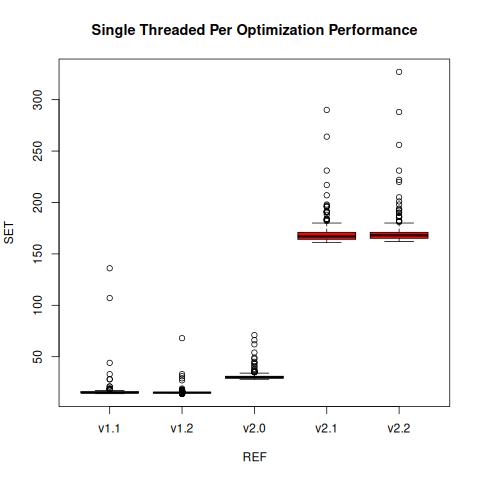 Single Threaded Per Optimization Performance
300
250
200
150
100
50
SET
v1.1 v1.2 v2.0 v2.1 v2.2
REF